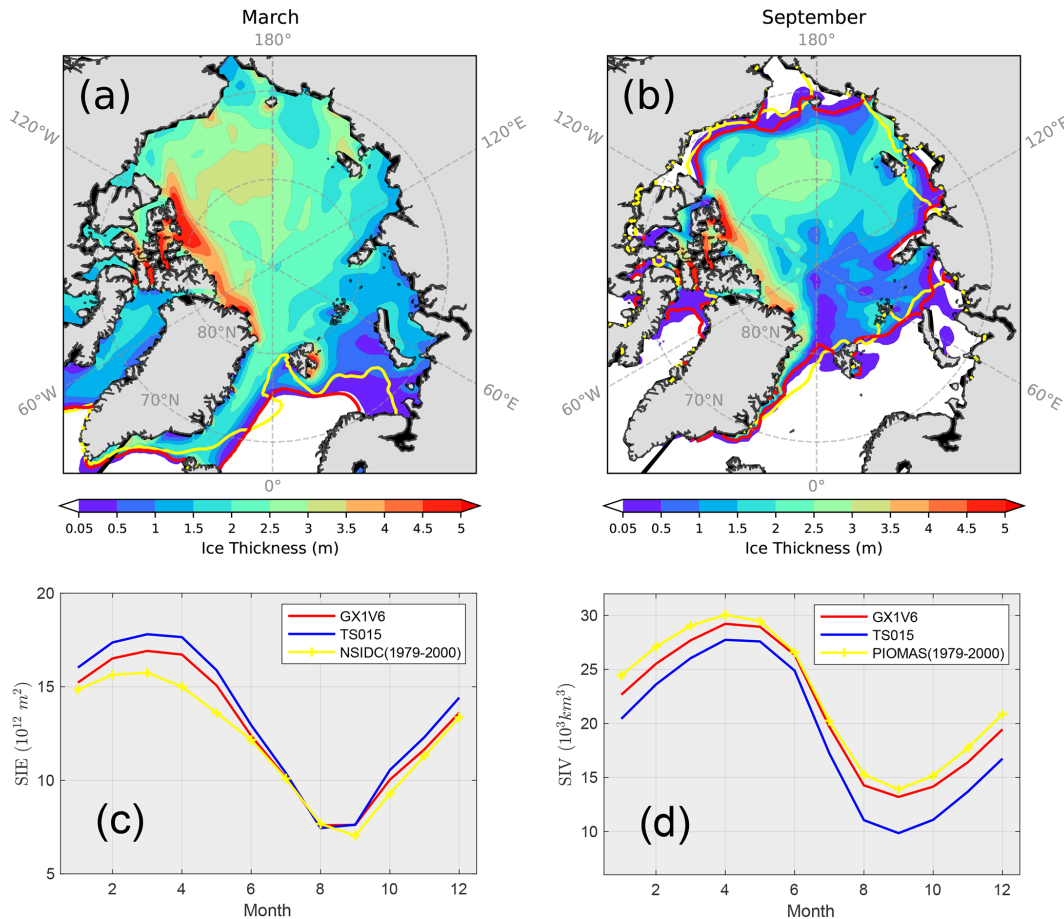 March
September
180°
180°
(a)
(b)
120°W
120°E
120°W
120°E
80°N
80°N
70°N
70°N
60°W
60°E
60°W
60°E
0°
0°
0.05 0.5 1 1.5 2 2.5 3 3.5 4 4.5 5
0.05 0.5 1 1.5 2 2.5 3 3.5 4 4.5 5
Ice Thickness (m)
Ice Thickness (m)
20
15
10
5
SIE (10¹² m²)
GX1V6
TS015
NSIDC(1979-2000)
(c)
2 4 6 8 10 12
Month
30
25
20
15
10
SIV (10³km³)
GX1V6
TS015
PIOMAS(1979-2000)
(d)
2 4 6 8 10 12
Month